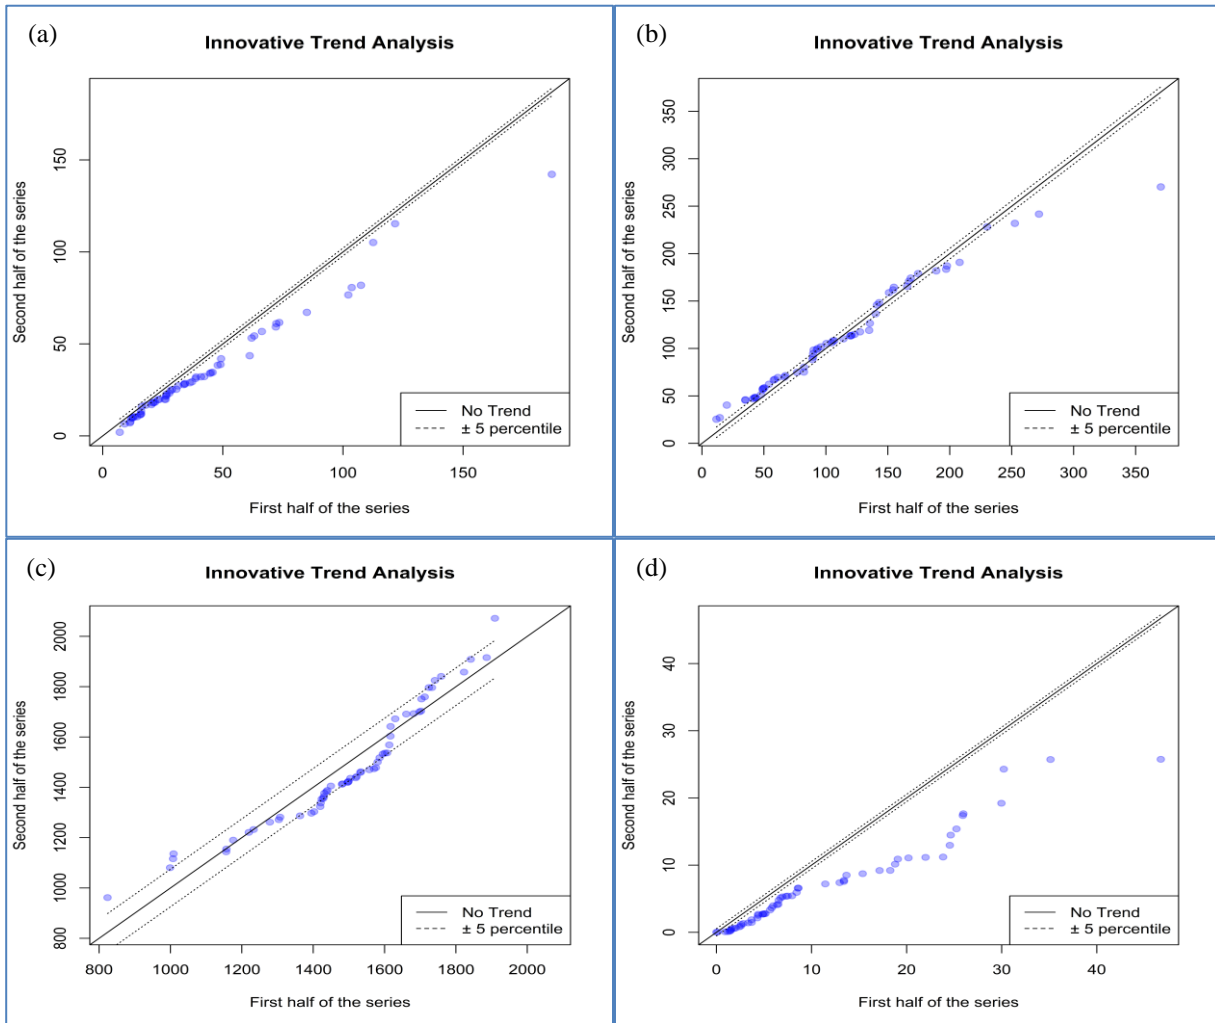 (a)
Innovative Trend Analysis
Second half of the series
150
100
50
0
No Trend
± 5 percentile
0 50 100 150
First half of the series
(b)
Innovative Trend Analysis
Second half of the series
350
300
250
200
150
100
50
0
No Trend
± 5 percentile
0 50 100 150 200 250 300 350
First half of the series
(c)
Innovative Trend Analysis
Second half of the series
2000
1800
1600
1400
1200
1000
800
No Trend
± 5 percentile
800 1000 1200 1400 1600 1800 2000
First half of the series
(d)
Innovative Trend Analysis
Second half of the series
40
30
20
10
0
No Trend
± 5 percentile
0 10 20 30 40
First half of the series